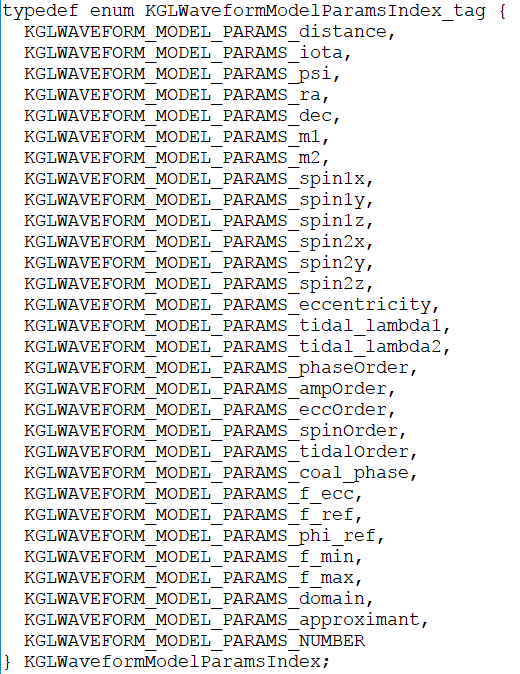 typedef enum KGLWaveformModelParamsIndex_tag {
  KGLWAVEFORM_MODEL_PARAMS_distance,
  KGLWAVEFORM_MODEL_PARAMS_iota,
  KGLWAVEFORM_MODEL_PARAMS_psi,
  KGLWAVEFORM_MODEL_PARAMS_ra,
  KGLWAVEFORM_MODEL_PARAMS_dec,
  KGLWAVEFORM_MODEL_PARAMS_m1,
  KGLWAVEFORM_MODEL_PARAMS_m2,
  KGLWAVEFORM_MODEL_PARAMS_spin1x,
  KGLWAVEFORM_MODEL_PARAMS_spin1y,
  KGLWAVEFORM_MODEL_PARAMS_spin1z,
  KGLWAVEFORM_MODEL_PARAMS_spin2x,
  KGLWAVEFORM_MODEL_PARAMS_spin2y,
  KGLWAVEFORM_MODEL_PARAMS_spin2z,
  KGLWAVEFORM_MODEL_PARAMS_eccentricity,
  KGLWAVEFORM_MODEL_PARAMS_tidal_lambda1,
  KGLWAVEFORM_MODEL_PARAMS_tidal_lambda2,
  KGLWAVEFORM_MODEL_PARAMS_phaseOrder,
  KGLWAVEFORM_MODEL_PARAMS_ampOrder,
  KGLWAVEFORM_MODEL_PARAMS_eccOrder,
  KGLWAVEFORM_MODEL_PARAMS_spinOrder,
  KGLWAVEFORM_MODEL_PARAMS_tidalOrder,
  KGLWAVEFORM_MODEL_PARAMS_coal_phase,
  KGLWAVEFORM_MODEL_PARAMS_f_ecc,
  KGLWAVEFORM_MODEL_PARAMS_f_ref,
  KGLWAVEFORM_MODEL_PARAMS_phi_ref,
  KGLWAVEFORM_MODEL_PARAMS_f_min,
  KGLWAVEFORM_MODEL_PARAMS_f_max,
  KGLWAVEFORM_MODEL_PARAMS_domain,
  KGLWAVEFORM_MODEL_PARAMS_approximant,
  KGLWAVEFORM_MODEL_PARAMS_NUMBER
} KGLWaveformModelParamsIndex;